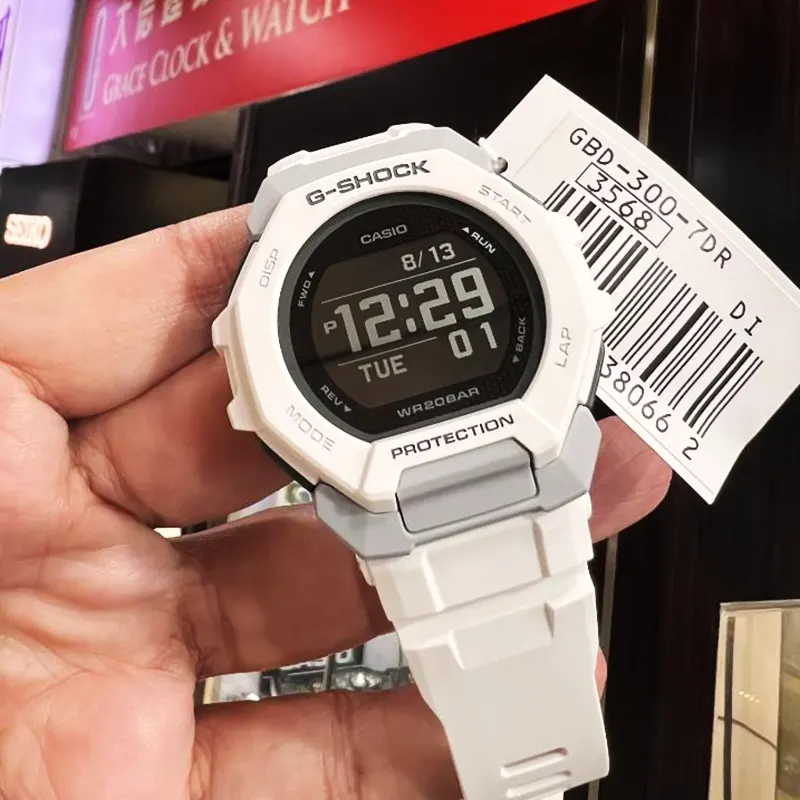 GRACE CLOCK & WATCH
SEIKO
G-SHOCK
DISP
START
CASIO
FWD ▲
▲ RUN
8/13
P 12:29 01
TUE
REV ▼
▼ BACK
WR20BAR
MODE
LAP
PROTECTION
GBD-300-7DR
3568
DI
38066 2